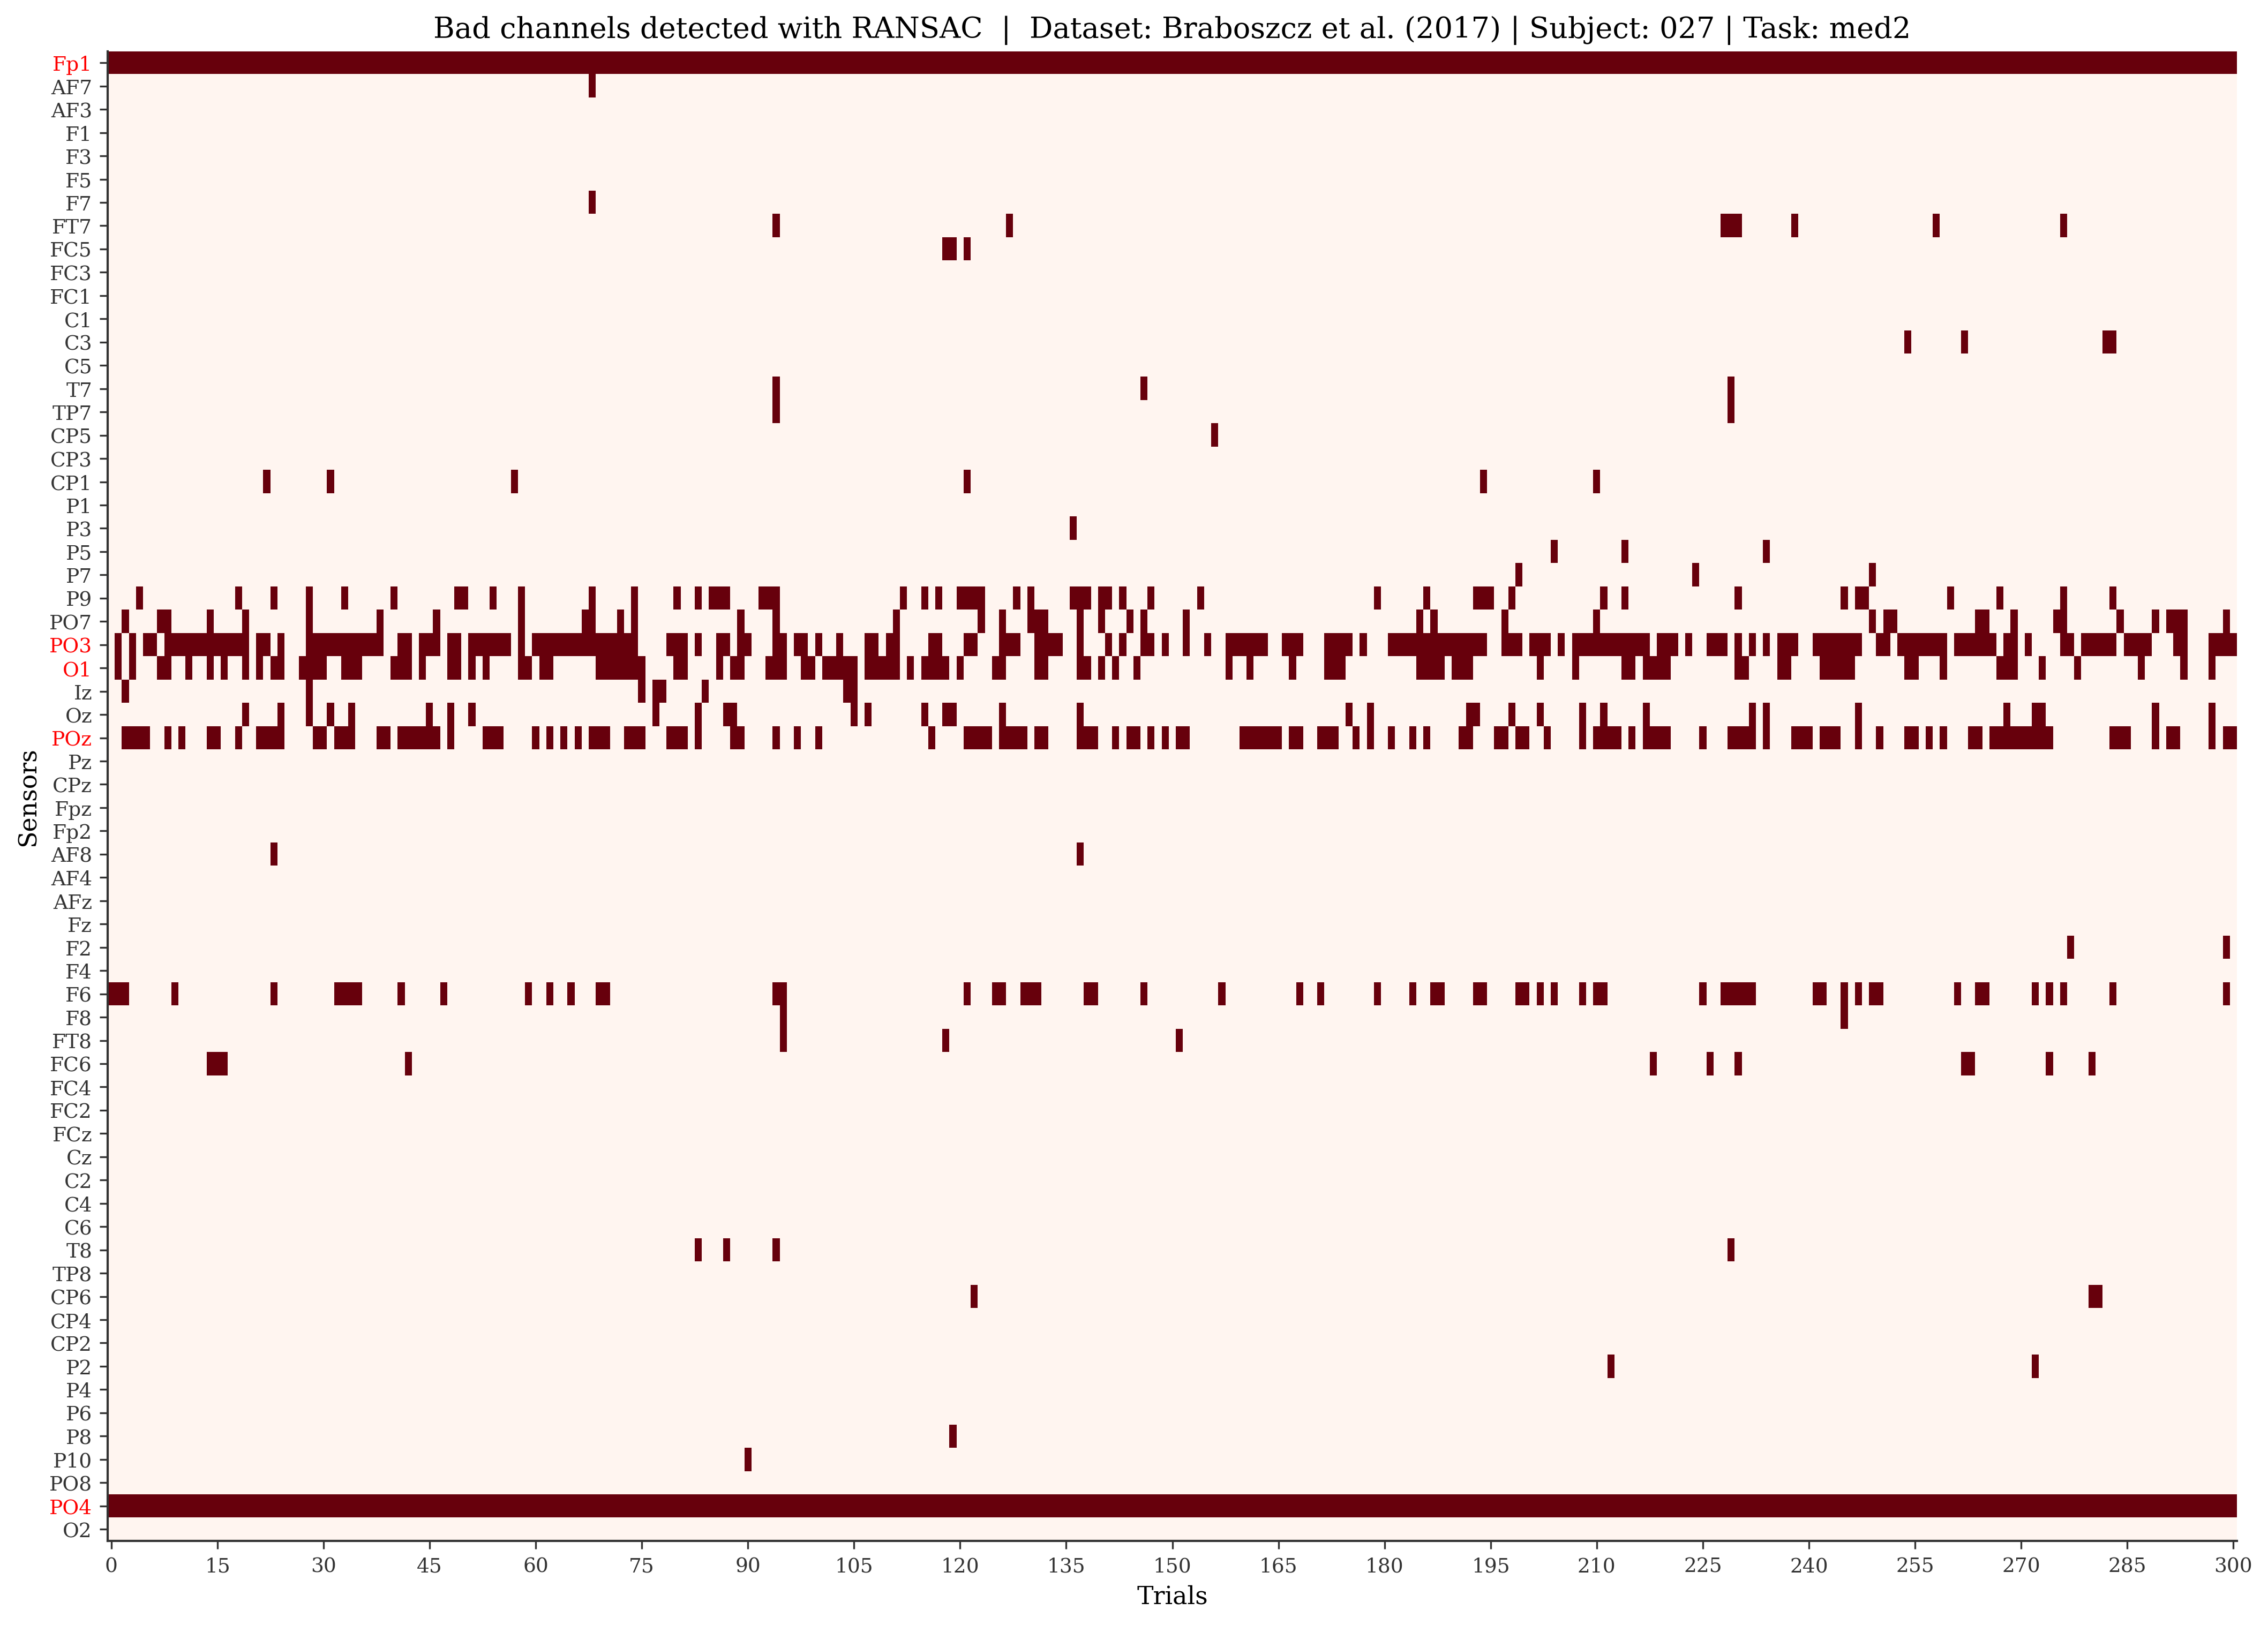 Bad channels detected with RANSAC | Dataset: Braboszcz et al. (2017) | Subject: 027 | Task: med2
Sensors
Fp1
AF7
AF3
F1
F3
F5
F7
FT7
FC5
FC3
FC1
C1
C3
C5
T7
TP7
CP5
CP3
CP1
P1
P3
P5
P7
P9
PO7
PO3
O1
Iz
Oz
POz
Pz
CPz
Fpz
Fp2
AF8
AF4
AFz
Fz
F2
F4
F6
F8
FT8
FC6
FC4
FC2
FCz
Cz
C2
C4
C6
T8
TP8
CP6
CP4
CP2
P2
P4
P6
P8
P10
PO8
PO4
O2
0 15 30 45 60 75 90 105 120 135 150 165 180 195 210 225 240 255 270 285 300
Trials